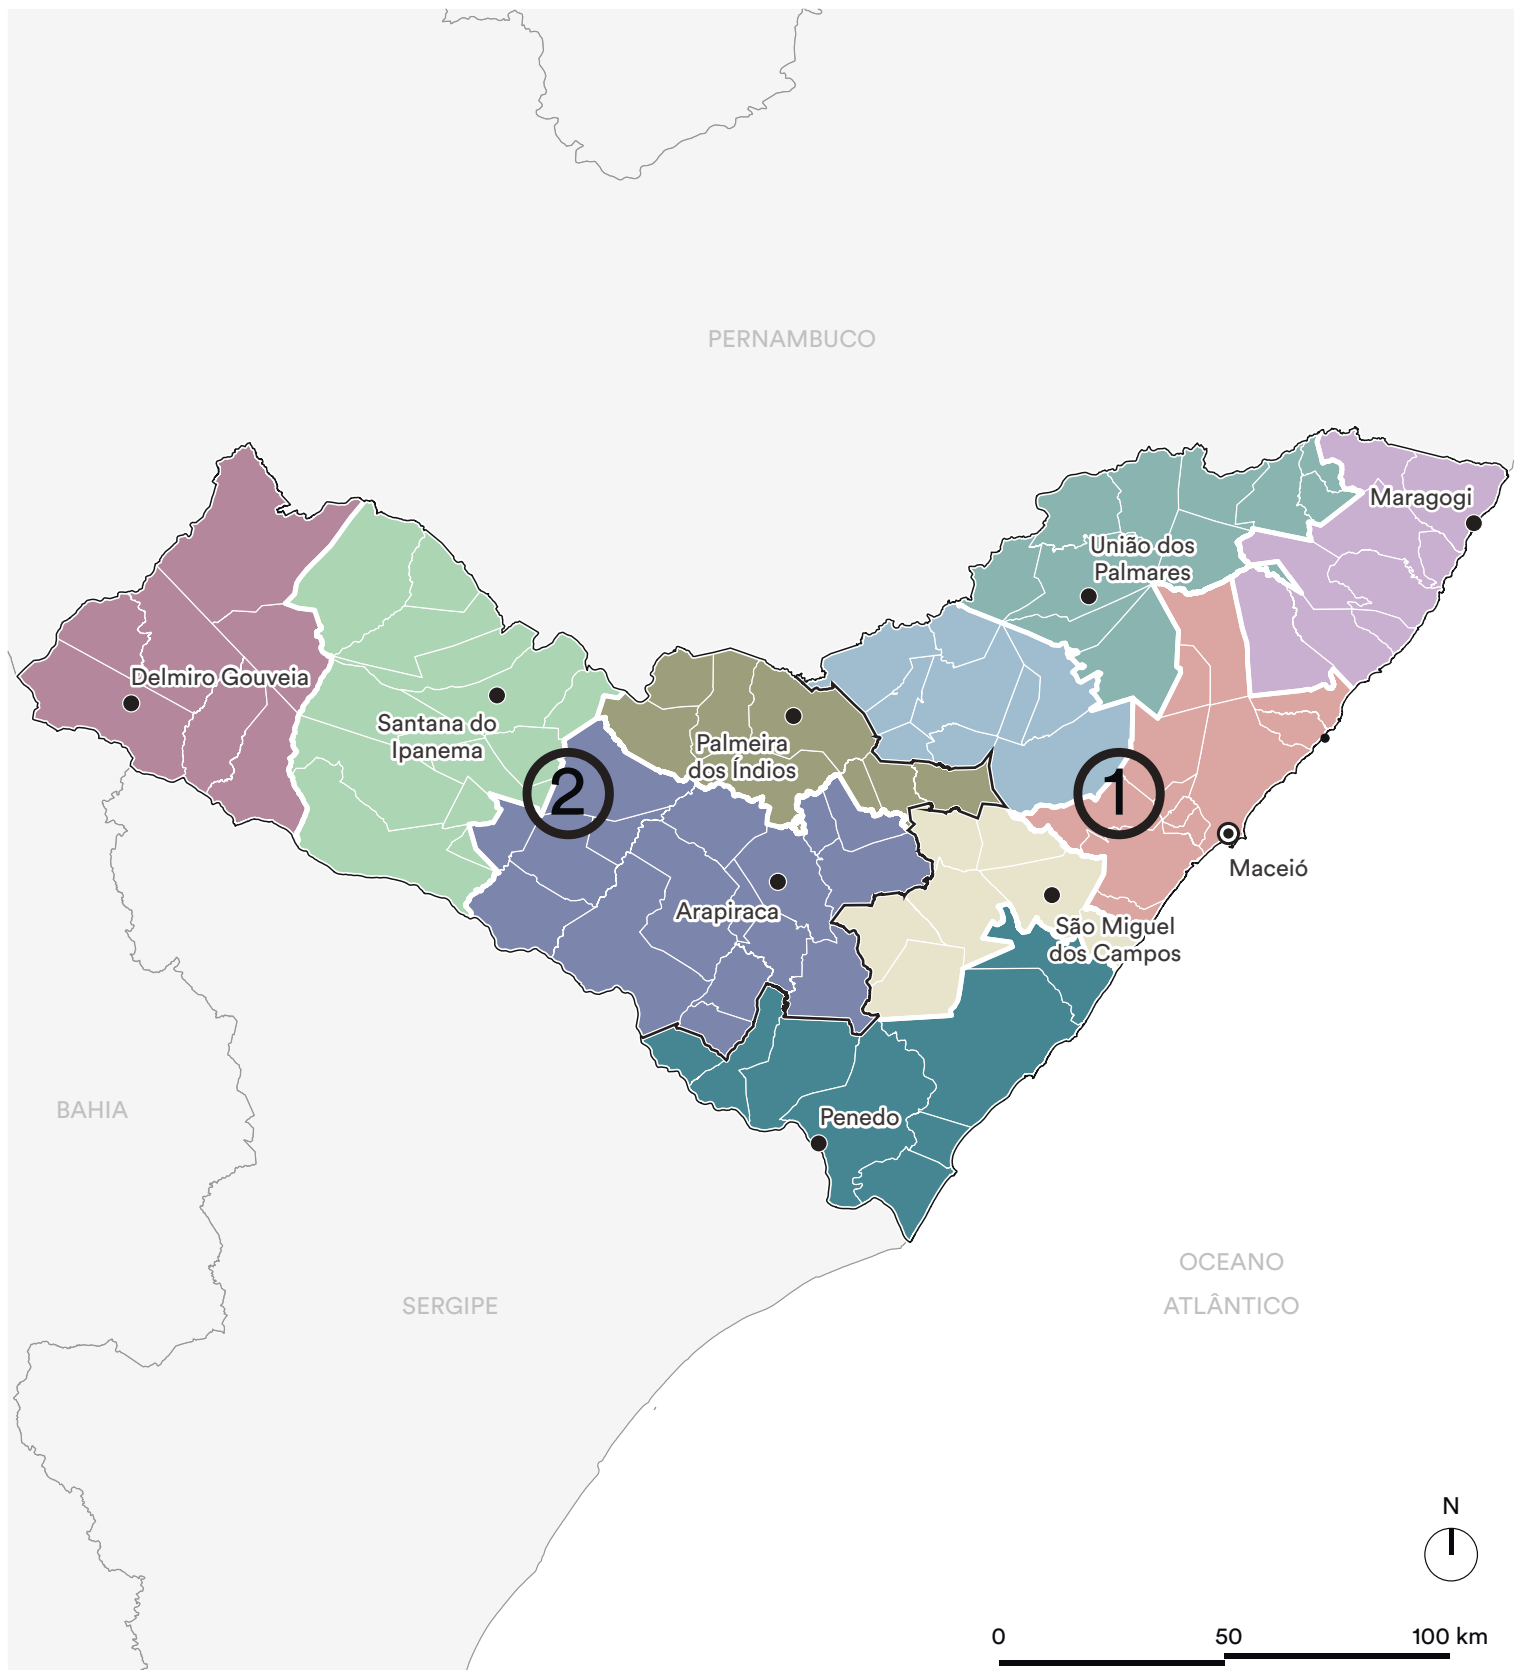 PERNAMBUCO
Maragogi
União dos
Palmares
Delmiro Gouveia
Santana do
Ipanema
Palmeira
dos Índios
2
1
Maceió
Arapiraca
São Miguel
dos Campos
BAHIA
Penedo
OCEANO
ATLÂNTICO
SERGIPE
N
0 50 100 km